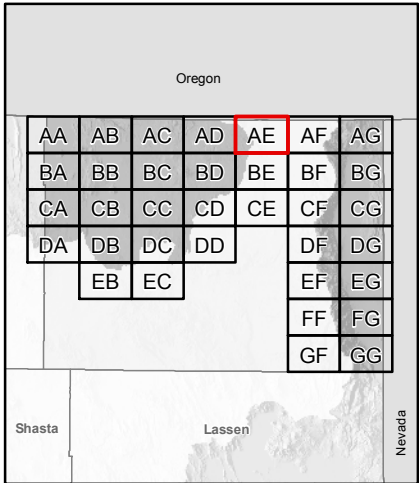 Oregon
AA AB AC AD AE AF AG
BA BB BC BD BE BF BG
CA CB CC CD CE CF CG
DA DB DC DD DF DG
EB EC EF EG
FF FG
GF GG
Shasta Lassen Nevada